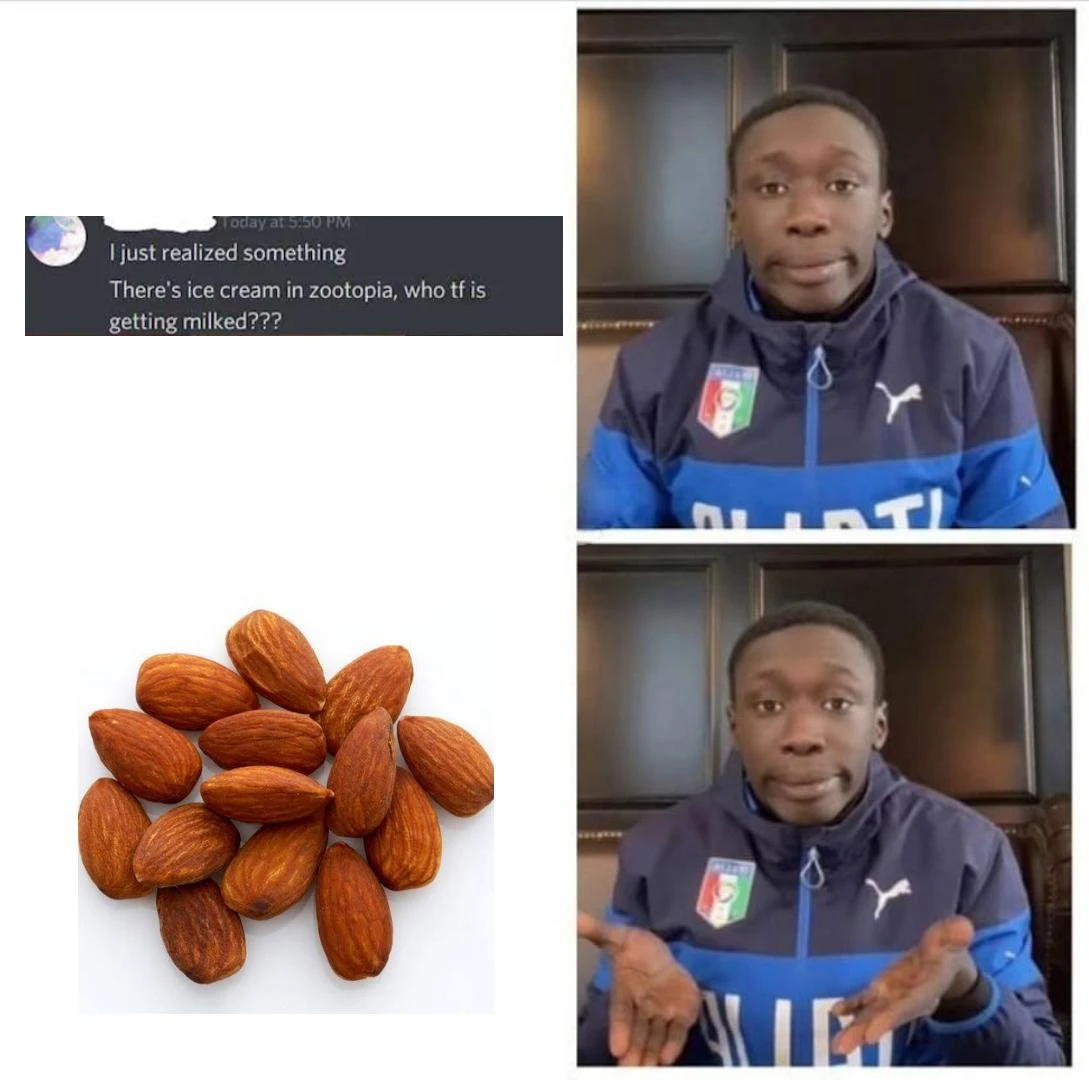 Today at 5:50 PM
I just realized something
There's ice cream in zootopia, who tf is
getting milked???